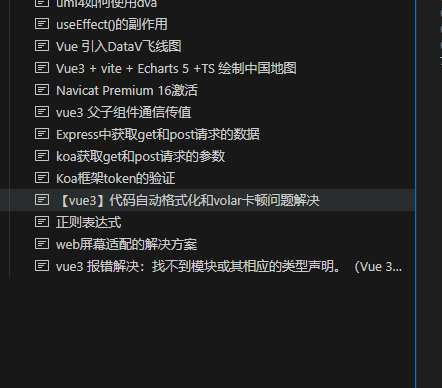 umi4如何使用dva
useEffect()的副作用
Vue 引入DataV飞线图
Vue3 + vite + Echarts 5 +TS 绘制中国地图
Navicat Premium 16激活
vue3 父子组件通信传值
Express中获取get和post请求的数据
koa获取get和post请求的参数
Koa框架token的验证
【vue3】代码自动格式化和volar卡顿问题解决
正则表达式
web屏幕适配的解决方案
vue3 报错解决：找不到模块或其相应的类型声明。（Vue 3...